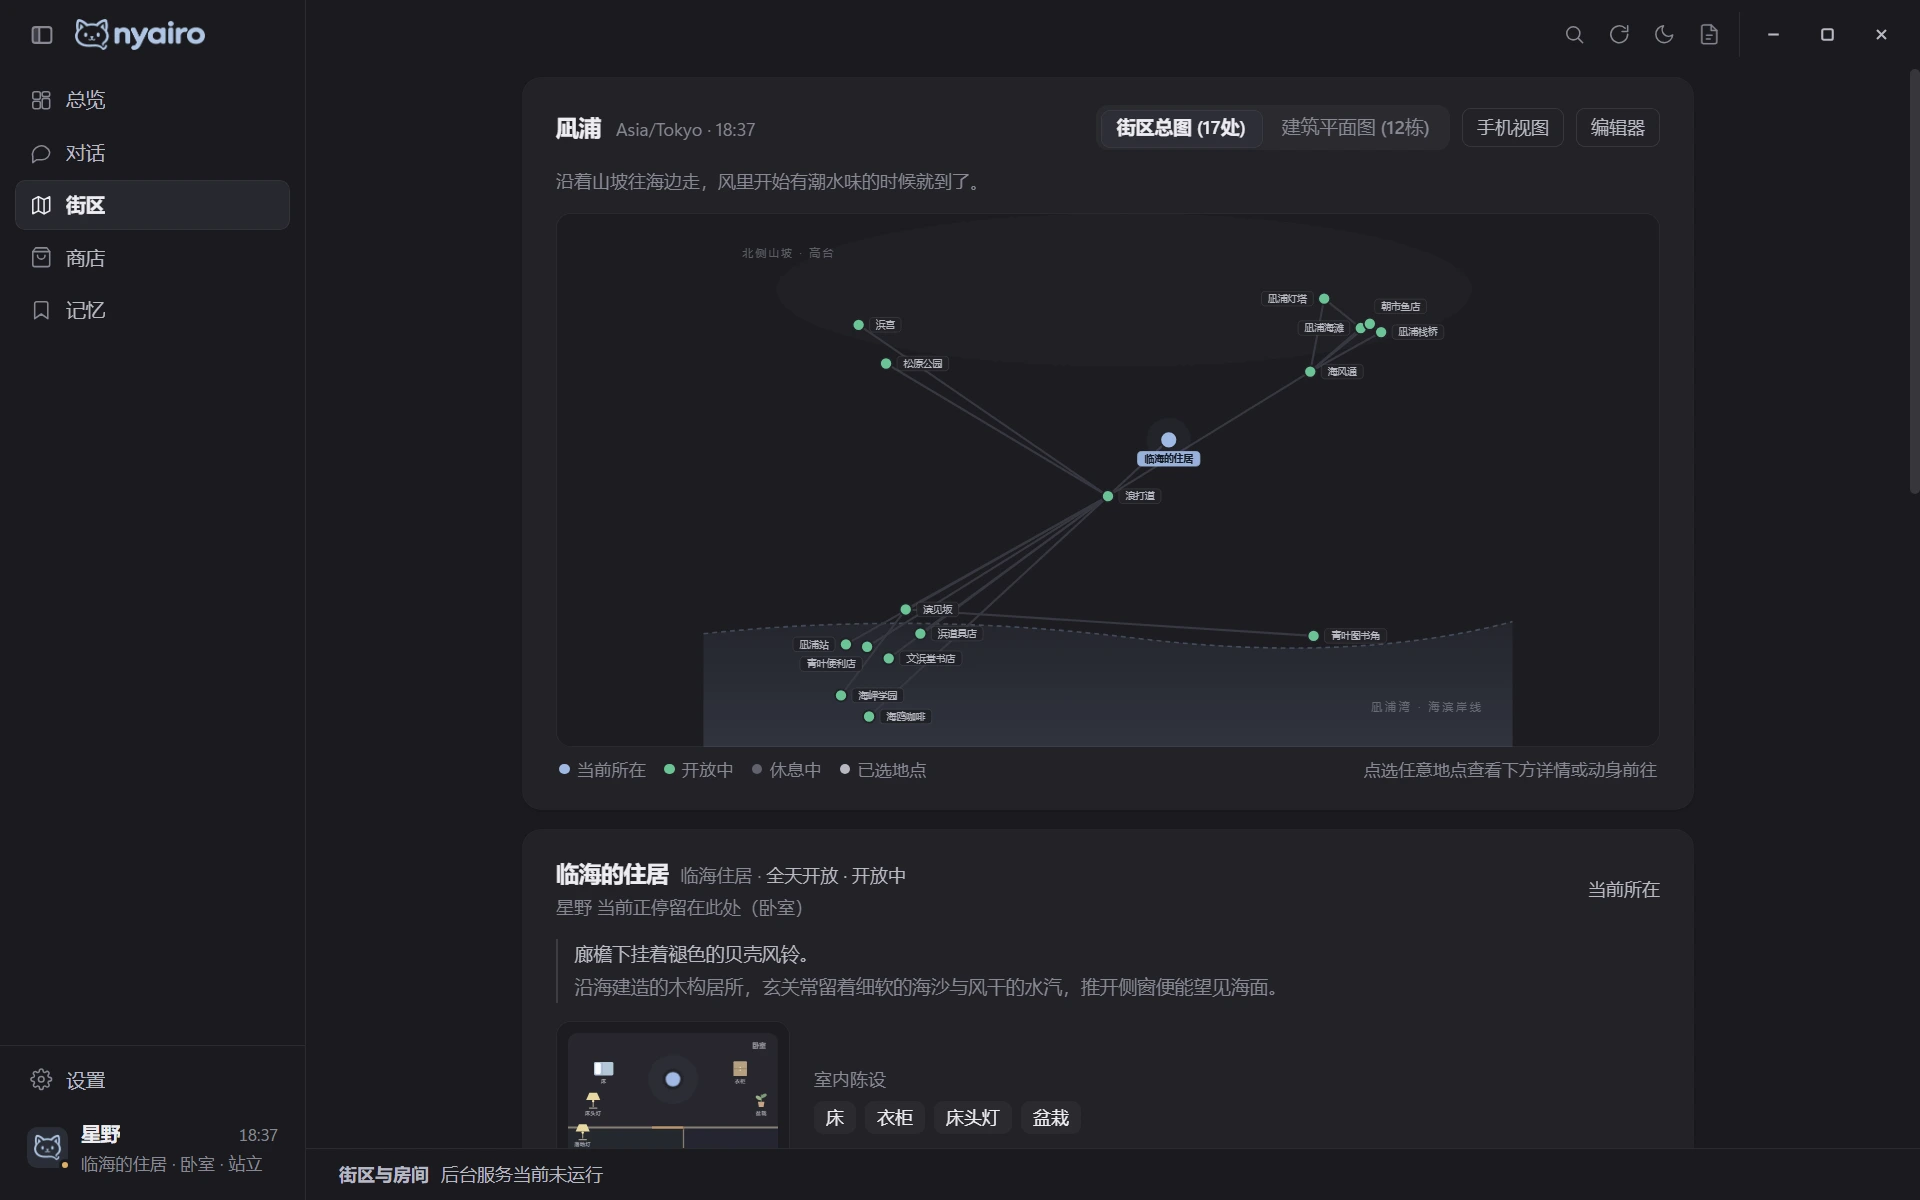 nyairo
总览
对话
街区
商店
记忆
设置
星野 18:37
临海的住居 · 卧室 · 站立
凪浦 Asia/Tokyo · 18:37
街区总图 (17处) 建筑平面图 (12栋) 手机视图 编辑器
沿着山坡往海边走，风里开始有潮水味的时候就到了。
北侧山坡 · 高台
凪浦灯塔
朝市鱼店
浜宫
凪浦海滩
凪浦栈桥
松原公园
海风通
临海的住居
浪打道
滨见坂
浜道具店
青叶图书角
凪浦站
文浜堂书店
青叶便利店
海岬学园
凪浦湾 · 海滨岸线
海鸥咖啡
当前所在 开放中 休息中 已选地点 点选任意地点查看下方详情或动身前往
临海的住居 临海住居 · 全天开放 · 开放中
当前所在
星野 当前正停留在此处（卧室）
廊檐下挂着褪色的贝壳风铃。
沿海建造的木构居所，玄关常留着细软的海沙与风干的水汽，推开侧窗便能望见海面。
卧室
床
衣柜
床头灯
盆栽
落地灯
室内陈设
床 衣柜 床头灯 盆栽
街区与房间 后台服务当前未运行